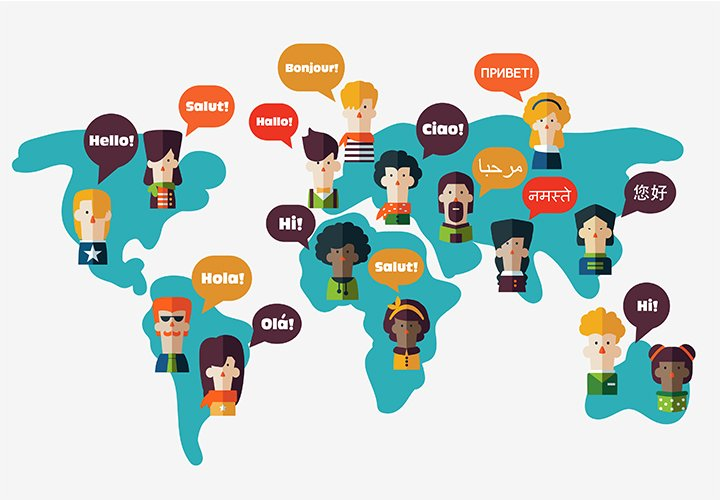 Bonjour!
ПРИВЕТ!
Salut!
Hallo!
Ciao!
Hello!
مرحبا
नमस्ते
您好
Hi!
Salut!
Hola!
Olá!
Hi!